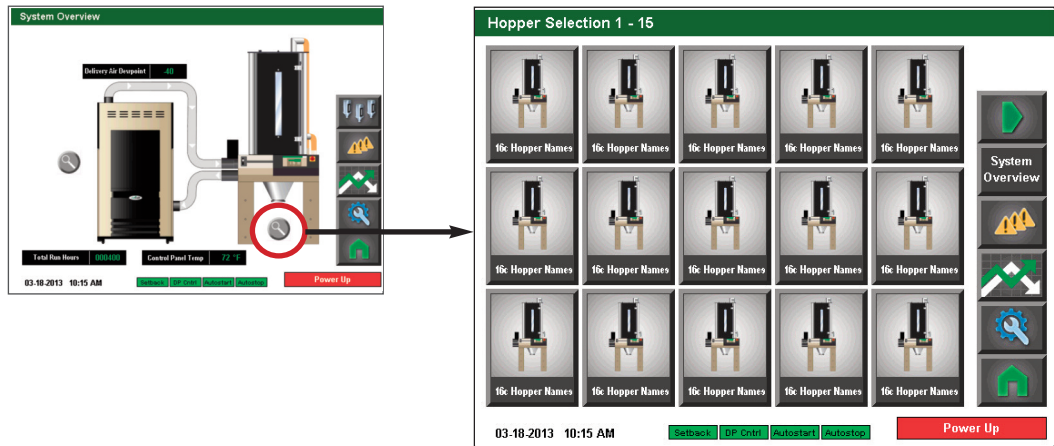 System Overview
Delivery Air Dewpoint -40
Total Run Hours 000400 Control Panel Temp 72 °F
03-18-2013 10:15 AM Setback DP Cntrl Autostart Autostop Power Up
Hopper Selection 1 - 15
16c Hopper Names 16c Hopper Names 16c Hopper Names 16c Hopper Names 16c Hopper Names
System
Overview
16c Hopper Names 16c Hopper Names 16c Hopper Names 16c Hopper Names 16c Hopper Names
16c Hopper Names 16c Hopper Names 16c Hopper Names 16c Hopper Names 16c Hopper Names
03-18-2013 10:15 AM Setback DP Cntrl Autostart Autostop Power Up